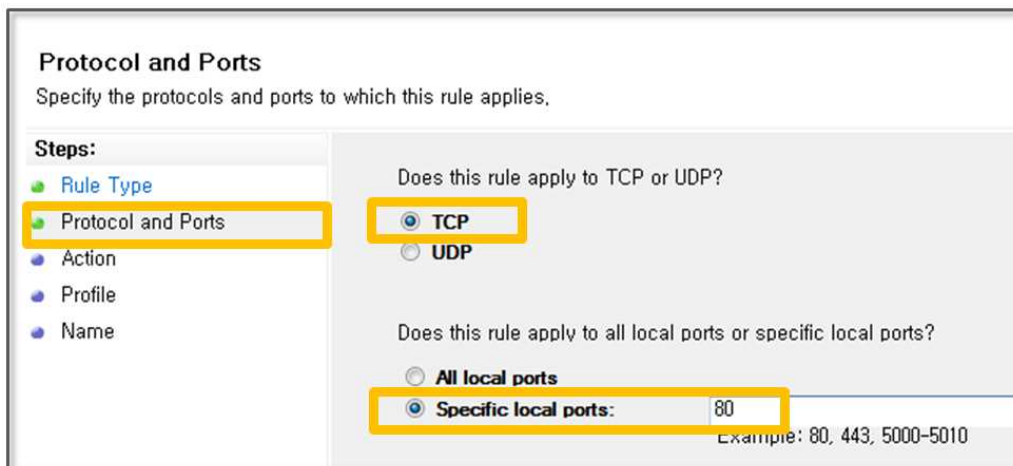 Protocol and Ports
Specify the protocols and ports to which this rule applies,
Steps:
Rule Type
Protocol and Ports
Action
Profile
Name
Does this rule apply to TCP or UDP?
TCP
UDP
Does this rule apply to all local ports or specific local ports?
All local ports
Specific local ports: 80
Example: 80, 443, 5000-5010